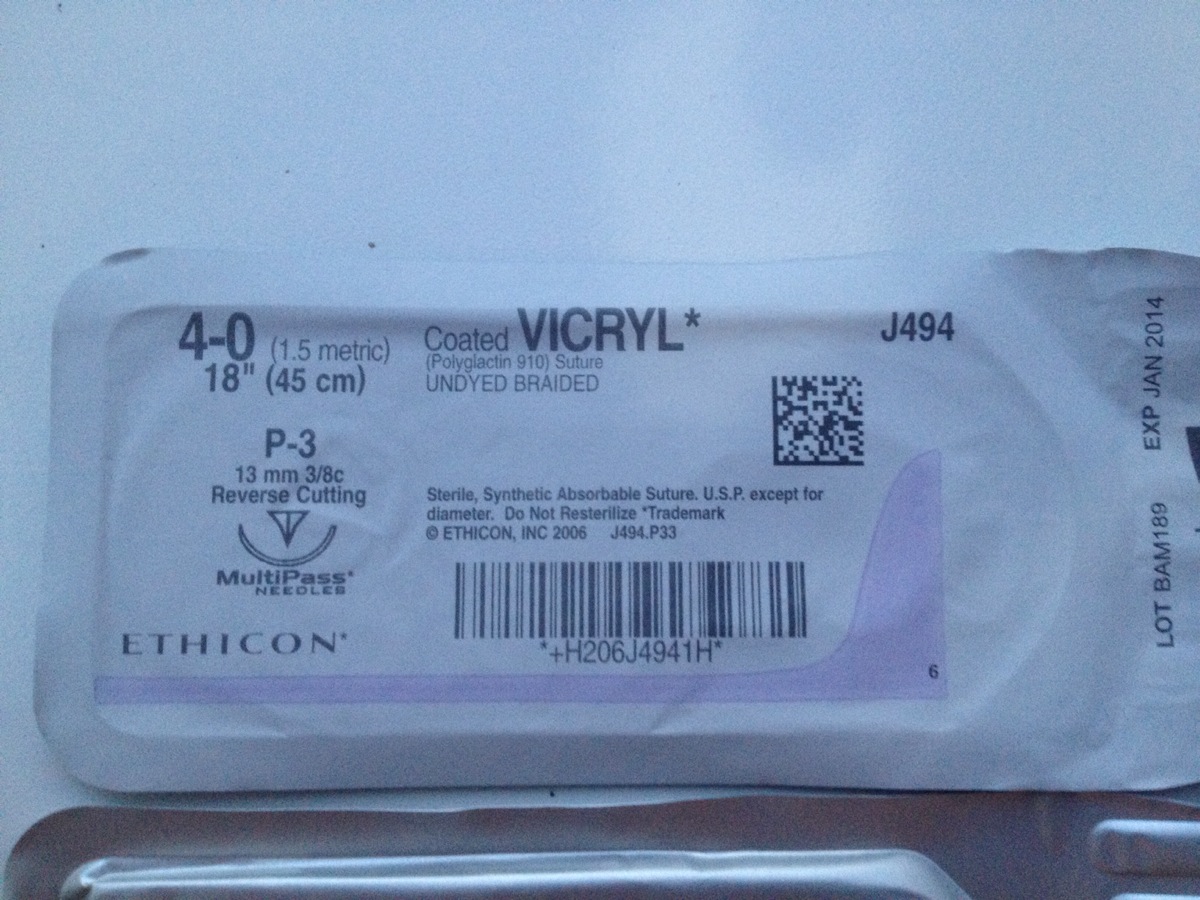 4-0 (1.5 metric)
18" (45 cm)
Coated VICRYL*
(Polyglactin 910) Suture
UNDYED BRAIDED
J494
P-3
13 mm 3/8c
Reverse Cutting
MultiPass*
NEEDLES
ETHICON*
Sterile, Synthetic Absorbable Suture. U.S.P. except for
diameter. Do Not Resterilize *Trademark
© ETHICON, INC 2006 J494.P33
*+H206J4941H*
6
LOT BAM189 EXP JAN 2014